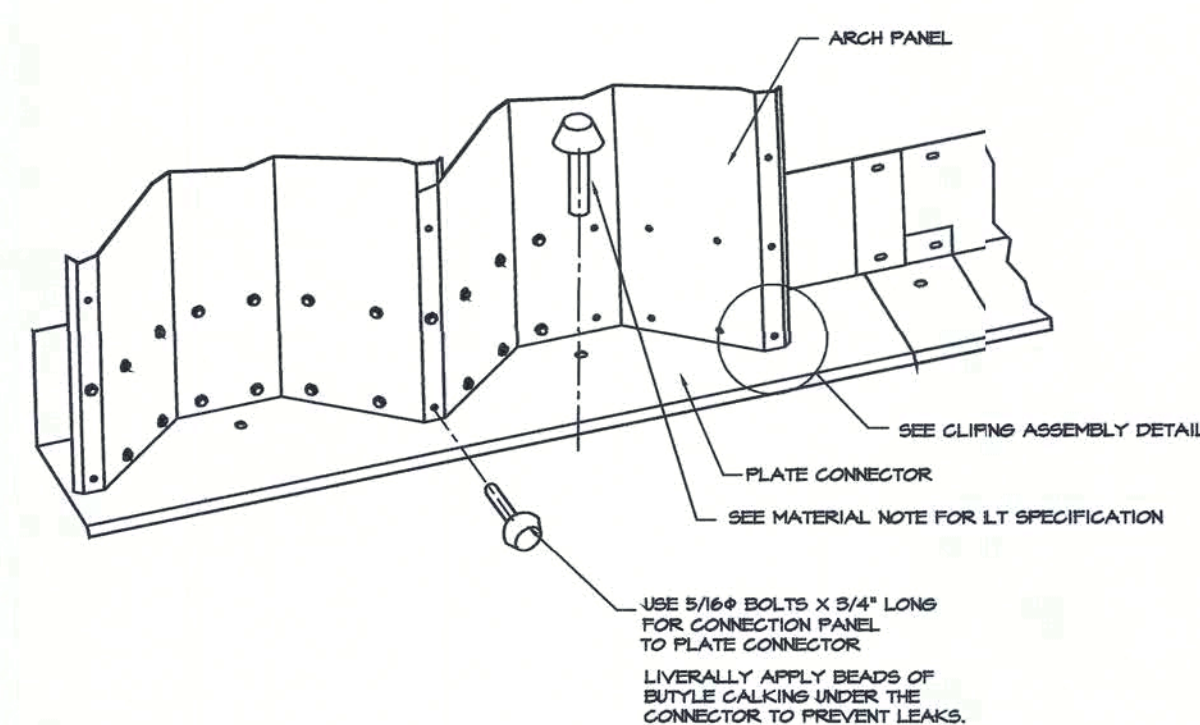 ARCH PANEL
SEE CLIPING ASSEMBLY DETAIL
PLATE CONNECTOR
SEE MATERIAL NOTE FOR LT SPECIFICATION
USE 5/16Φ BOLTS X 3/4" LONG
FOR CONNECTION PANEL
TO PLATE CONNECTOR
LIVERALLY APPLY BEADS OF
BUTYLE CALKING UNDER THE
CONNECTOR TO PREVENT LEAKS.